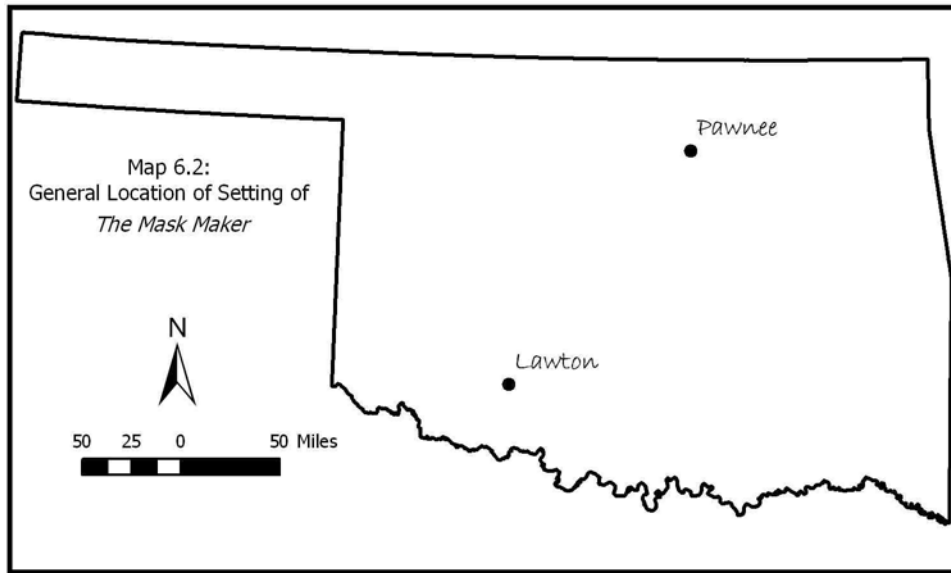 Pawnee
Map 6.2:
General Location of Setting of
The Mask Maker
N
Lawton
50 25 0 50 Miles